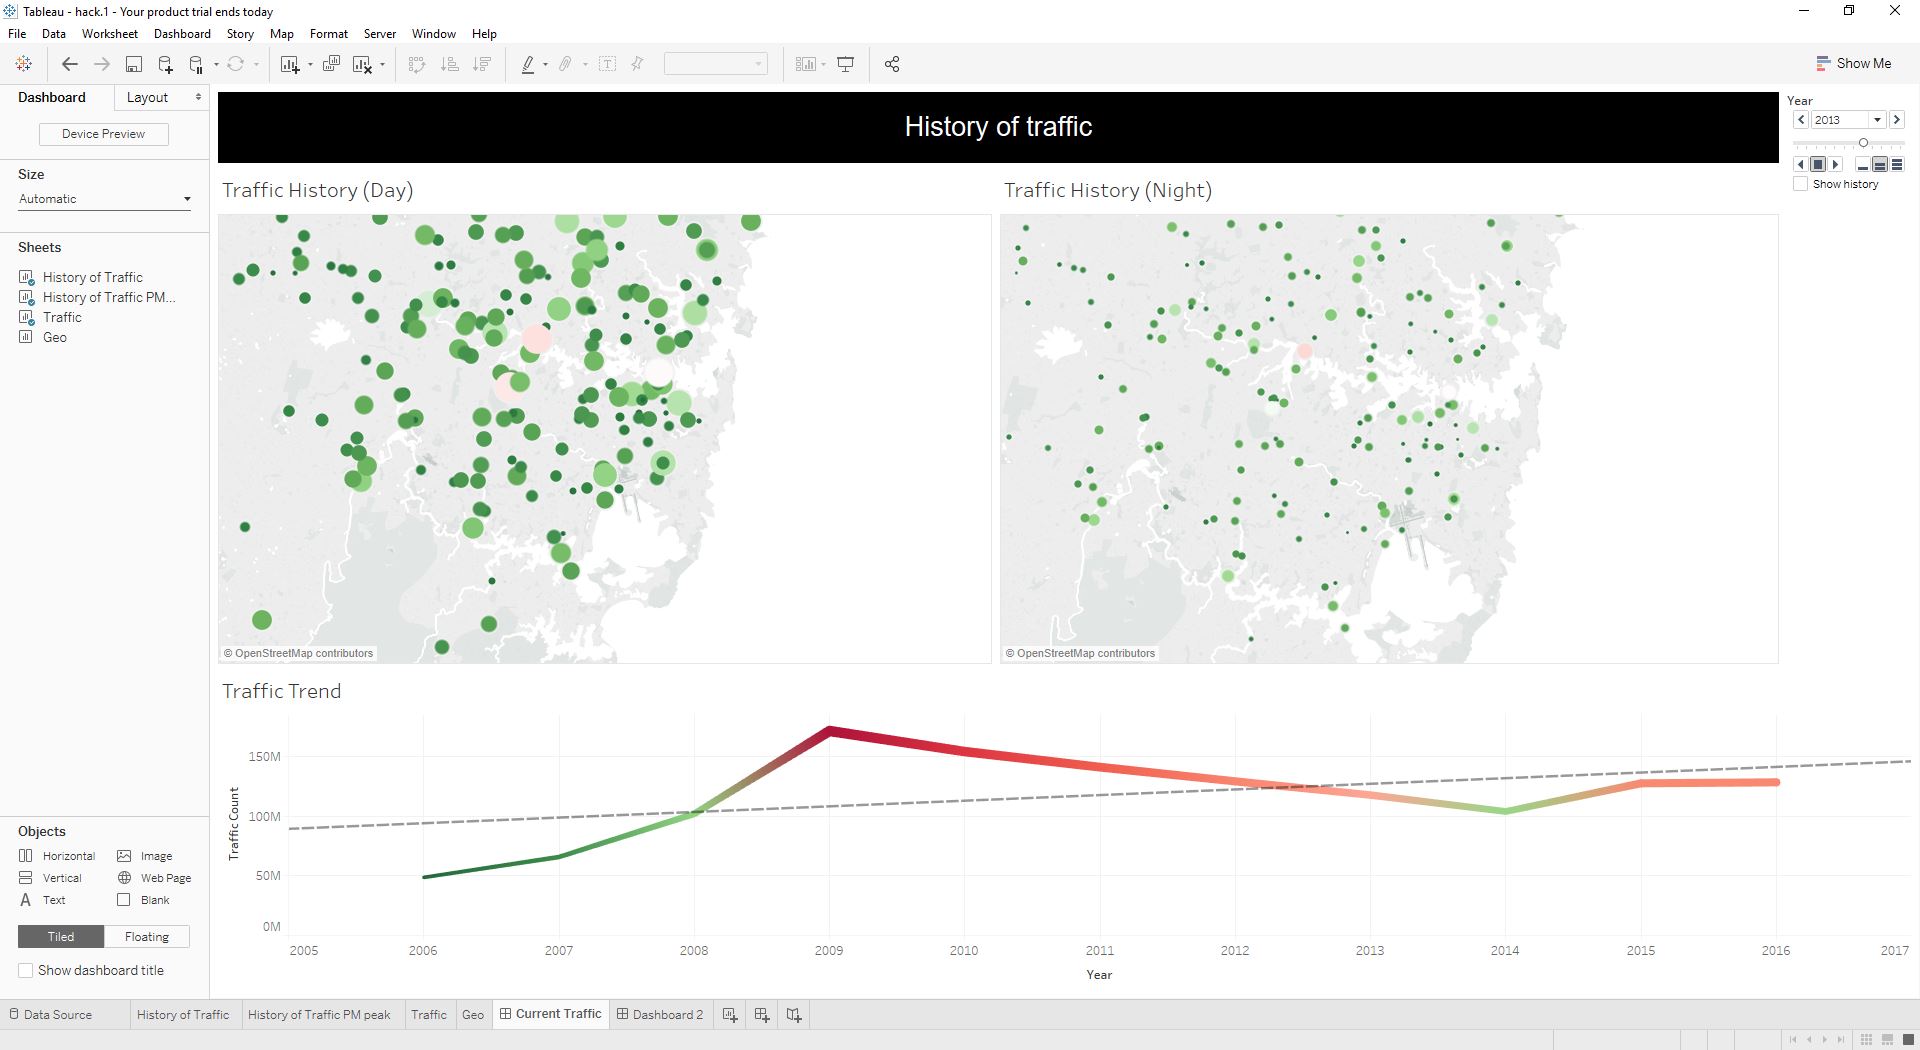 Tableau - hack.1 - Your product trial ends today
File Data Worksheet Dashboard Story Map Format Server Window Help
Show Me
Dashboard Layout
Device Preview
Size
Automatic
Sheets
History of Traffic
History of Traffic PM...
Traffic
Geo
Objects
Horizontal Image
Vertical Web Page
A Text Blank
Tiled Floating
Show dashboard title
History of traffic
Year
2013
Show history
Traffic History (Day)
Traffic History (Night)
© OpenStreetMap contributors
© OpenStreetMap contributors
Traffic Trend
Traffic Count
150M
100M
50M
0M
2005 2006 2007 2008 2009 2010 2011 2012 2013 2014 2015 2016 2017
Year
Data Source History of Traffic History of Traffic PM peak Traffic Geo Current Traffic Dashboard 2